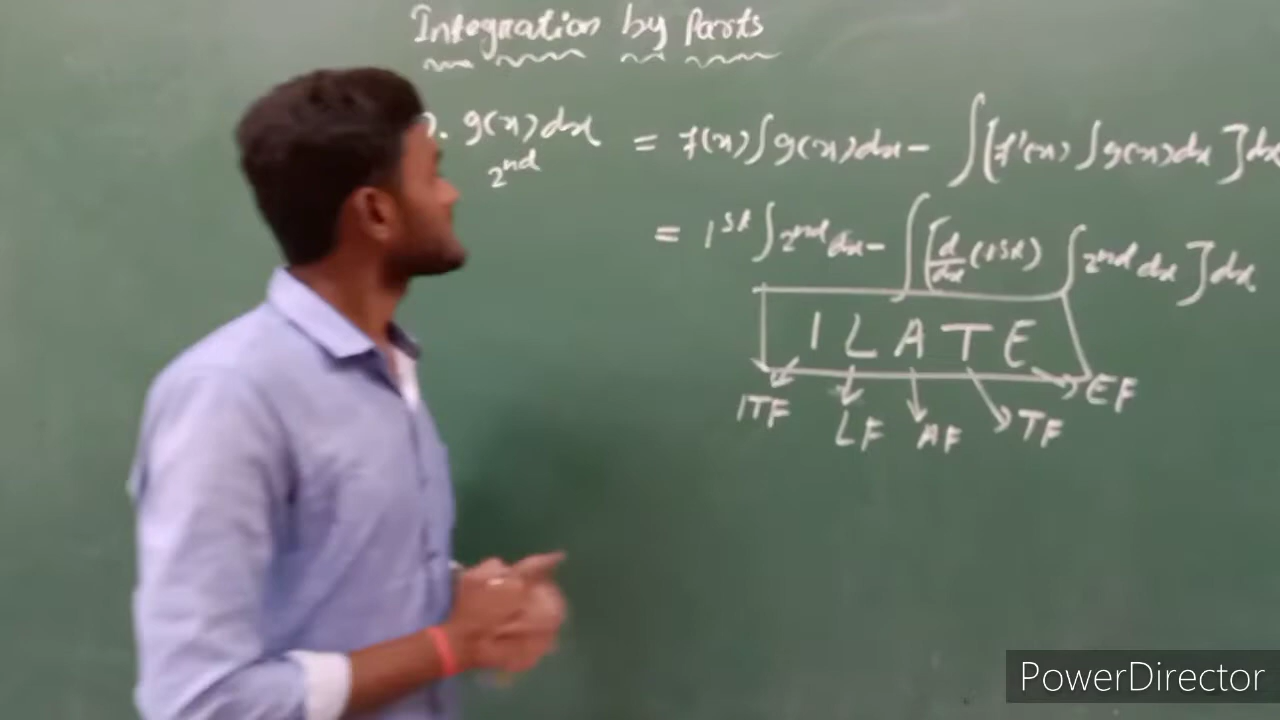 Integration by Parts
). g(x)dx = f(x)∫g(x)dx - ∫[f'(x) ∫g(x)dx]dx
2nd
= 1st ∫2nd dx - ∫[d/dx (1st) ∫2nd dx]dx
I L A T E
ITF LF AF TF EF
PowerDirector